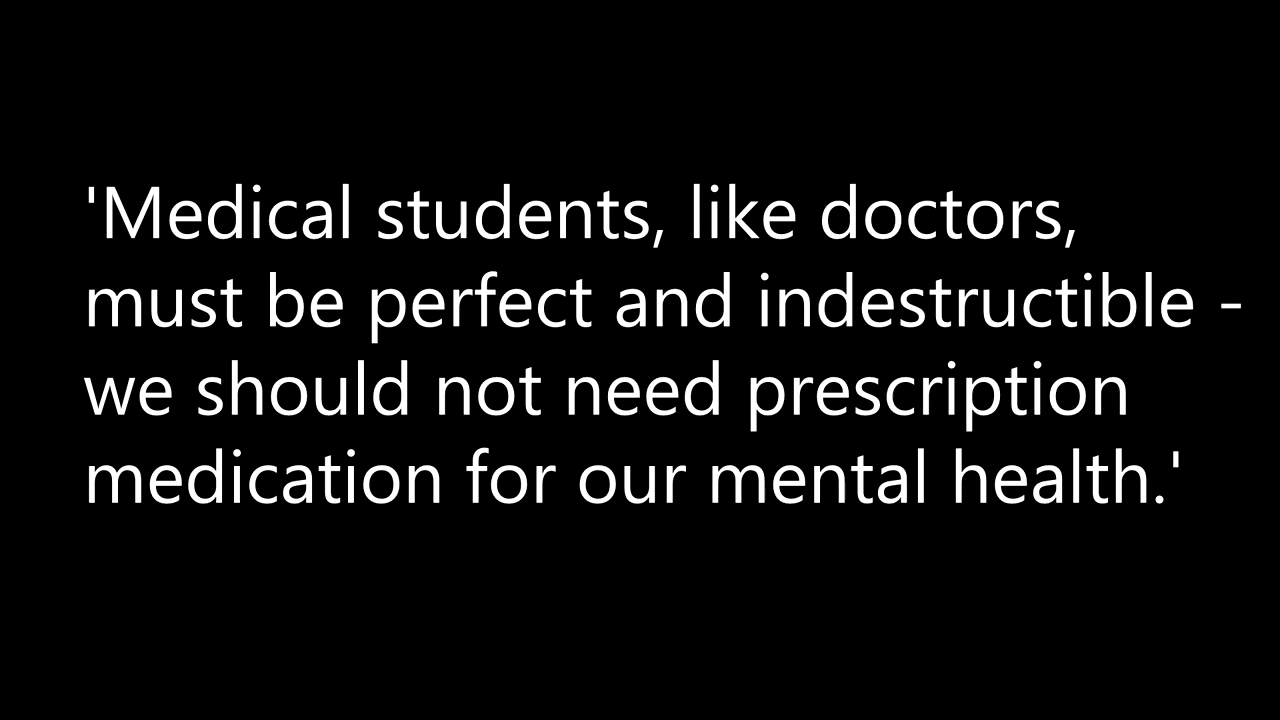 'Medical students, like doctors,
must be perfect and indestructible -
we should not need prescription
medication for our mental health.'